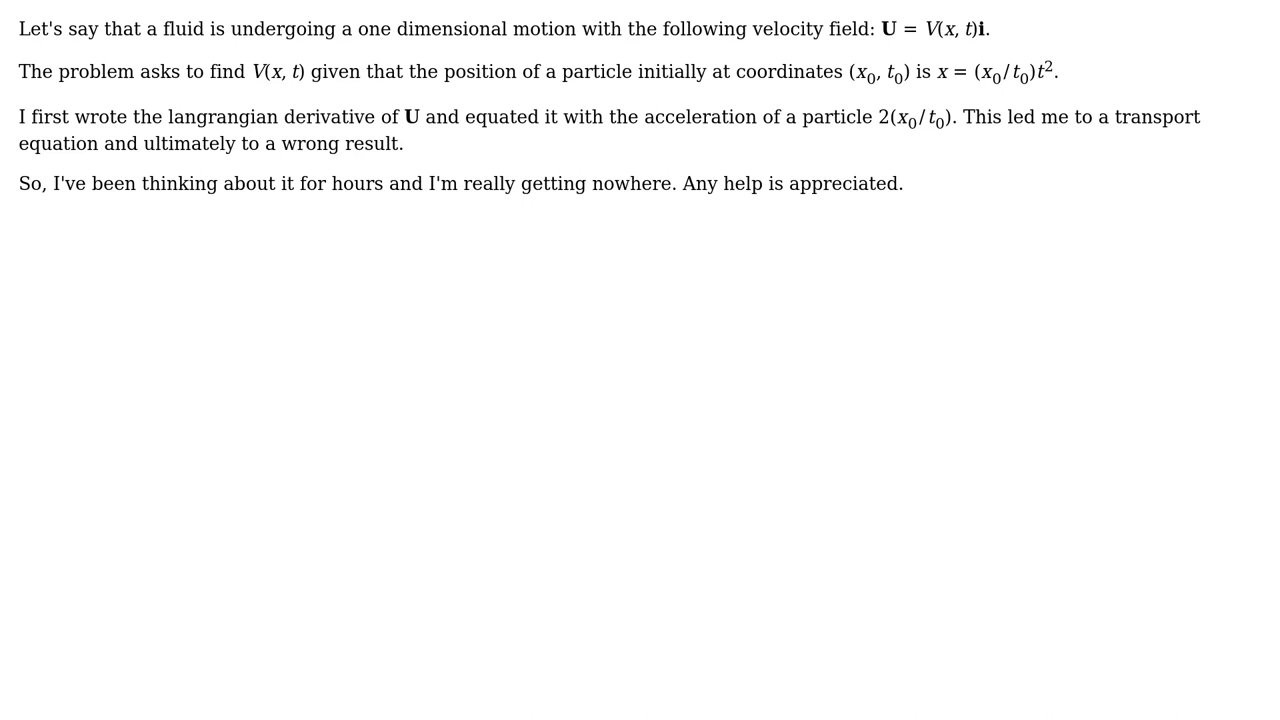 Let's say that a fluid is undergoing a one dimensional motion with the following velocity field: U = V(x, t)i.
The problem asks to find V(x, t) given that the position of a particle initially at coordinates (x₀, t₀) is x = (x₀/t₀)t².
I first wrote the langrangian derivative of U and equated it with the acceleration of a particle 2(x₀/t₀). This led me to a transport
equation and ultimately to a wrong result.
So, I've been thinking about it for hours and I'm really getting nowhere. Any help is appreciated.